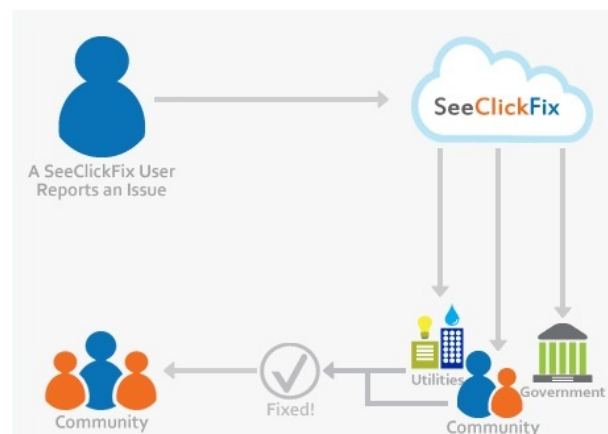 SeeClickFix
A SeeClickFix User
Reports an Issue
Utilities
Government
Fixed!
Community
Community